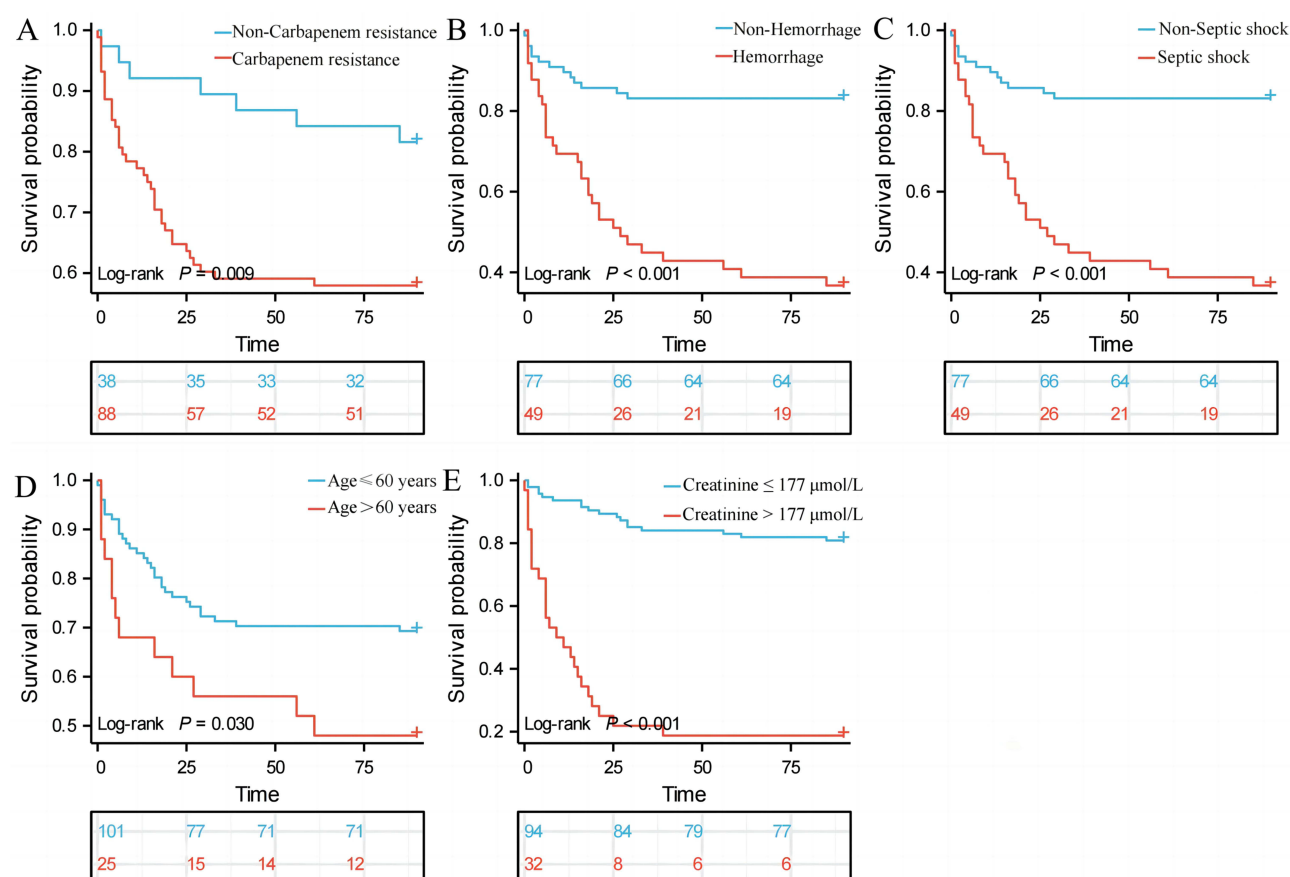 A
Non-Carbapenem resistance
Carbapenem resistance
Survival probability
1.0
0.9
0.8
0.7
0.6
Log-rank P = 0.009
0 25 50 75
Time
38 35 33 32
88 57 52 51
B
Non-Hemorrhage
Hemorrhage
Survival probability
1.0
0.8
0.6
0.4
Log-rank P < 0.001
0 25 50 75
Time
77 66 64 64
49 26 21 19
C
Non-Septic shock
Septic shock
Survival probability
1.0
0.8
0.6
0.4
Log-rank P < 0.001
0 25 50 75
Time
77 66 64 64
49 26 21 19
D
Age≤60 years
Age>60 years
Survival probability
1.0
0.9
0.8
0.7
0.6
0.5
Log-rank P = 0.030
0 25 50 75
Time
101 77 71 71
25 15 14 12
E
Creatinine ≤ 177 μmol/L
Creatinine > 177 μmol/L
Survival probability
1.0
0.8
0.6
0.4
0.2
Log-rank P < 0.001
0 25 50 75
Time
94 84 79 77
32 8 6 6